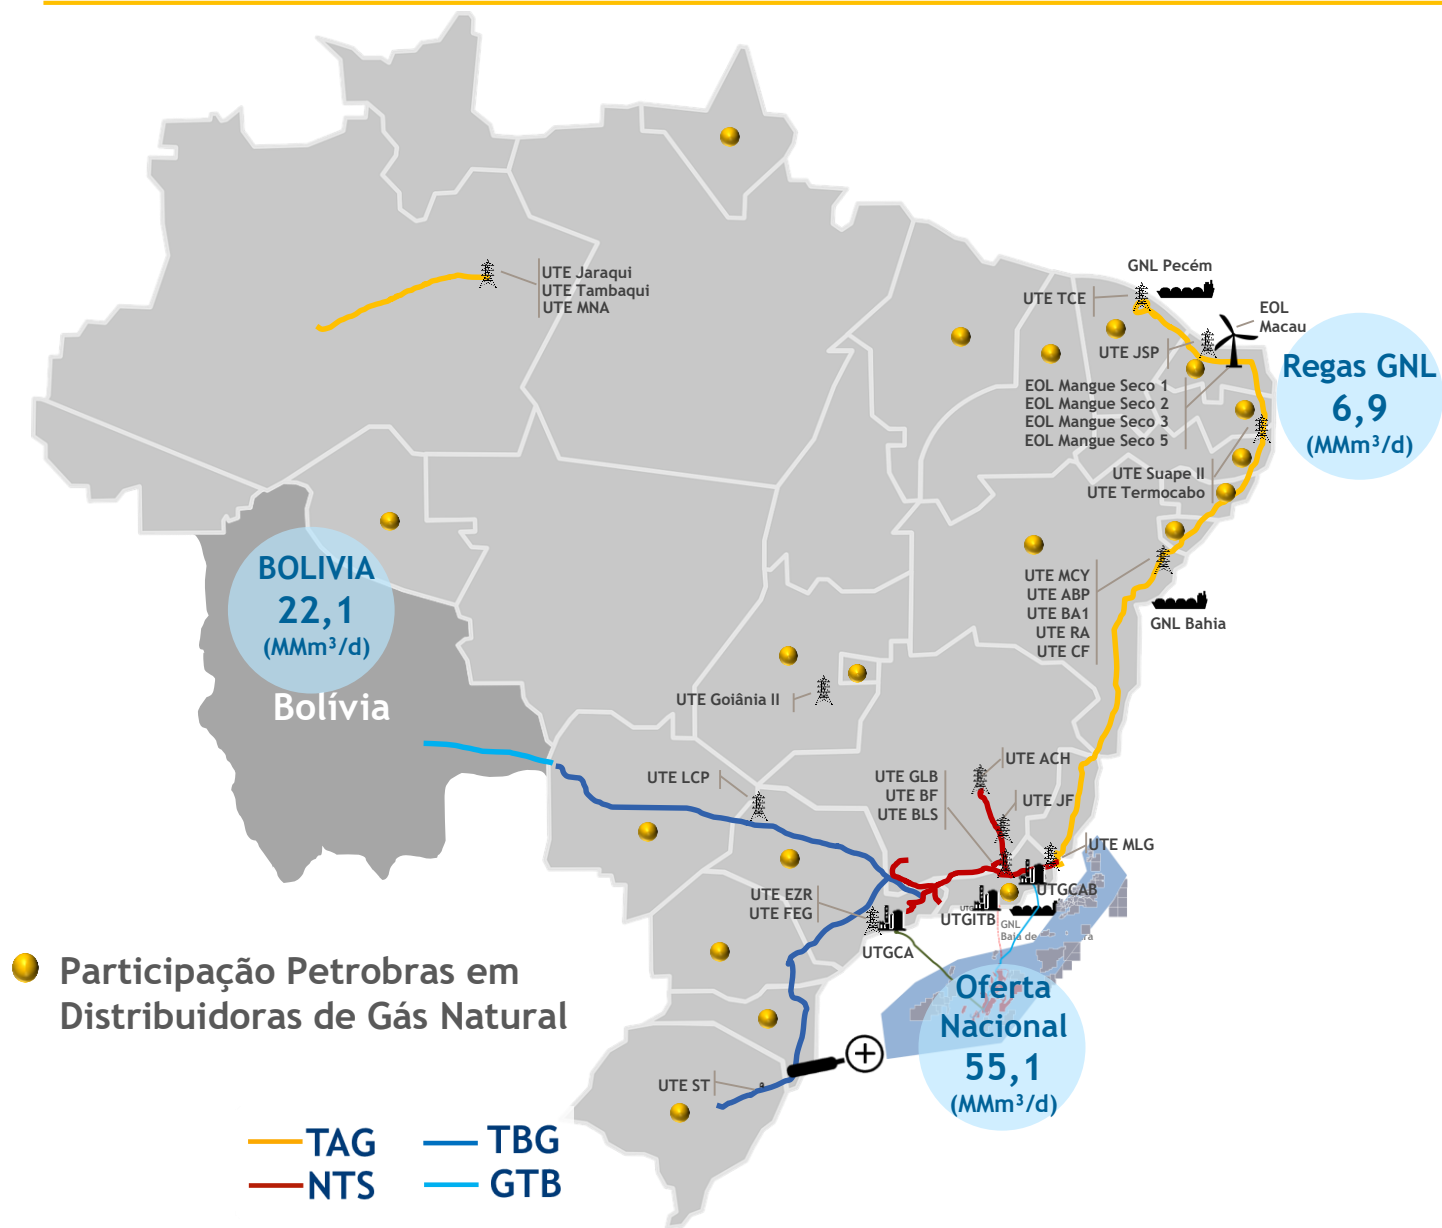 UTE Jaraqui
UTE Tambaqui
UTE MNA
GNL Pecém
UTE TCE
EOL
Macau
UTE JSP
EOL Mangue Seco 1
EOL Mangue Seco 2
EOL Mangue Seco 3
EOL Mangue Seco 5
Regas GNL
6,9
(MMm³/d)
UTE Suape II
UTE Termocabo
BOLIVIA
22,1
(MMm³/d)
Bolívia
UTE MCY
UTE ABP
UTE BA1
UTE RA
UTE CF
GNL Bahia
UTE Goiânia II
UTE LCP
UTE ACH
UTE GLB
UTE BF
UTE BLS
UTE JF
UTE MLG
UTE EZR
UTE FEG
UTGCAB
UTGITB
GNL
UTGCA
Oferta
Nacional
55,1
(MMm³/d)
Participação Petrobras em
Distribuidoras de Gás Natural
UTE ST
TAG
TBG
NTS
GTB